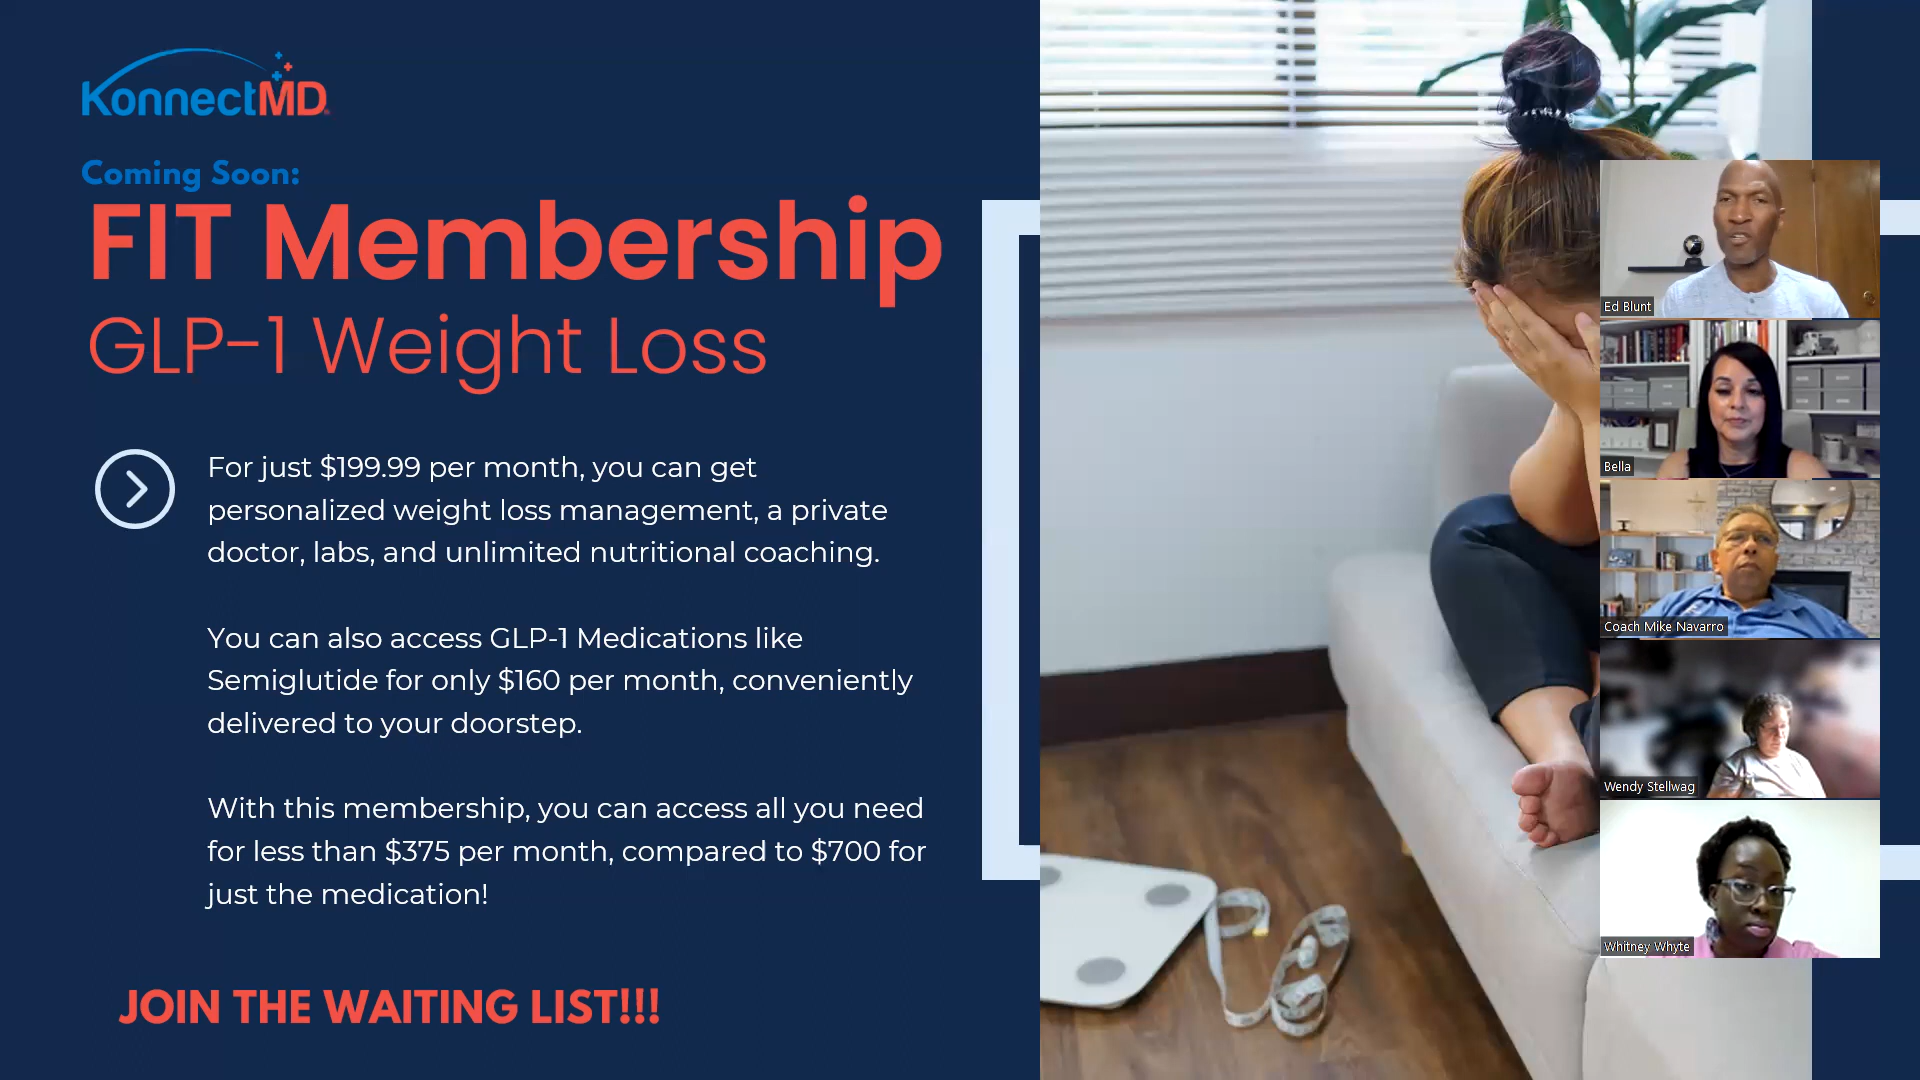 KonnectMD
Coming Soon:
FIT Membership
GLP-1 Weight Loss
For just $199.99 per month, you can get
personalized weight loss management, a private
doctor, labs, and unlimited nutritional coaching.
You can also access GLP-1 Medications like
Semiglutide for only $160 per month, conveniently
delivered to your doorstep.
With this membership, you can access all you need
for less than $375 per month, compared to $700 for
just the medication!
JOIN THE WAITING LIST!!!
Ed Blunt
Bella
Coach Mike Navarro
Wendy Stellwag
Whitney Whyte